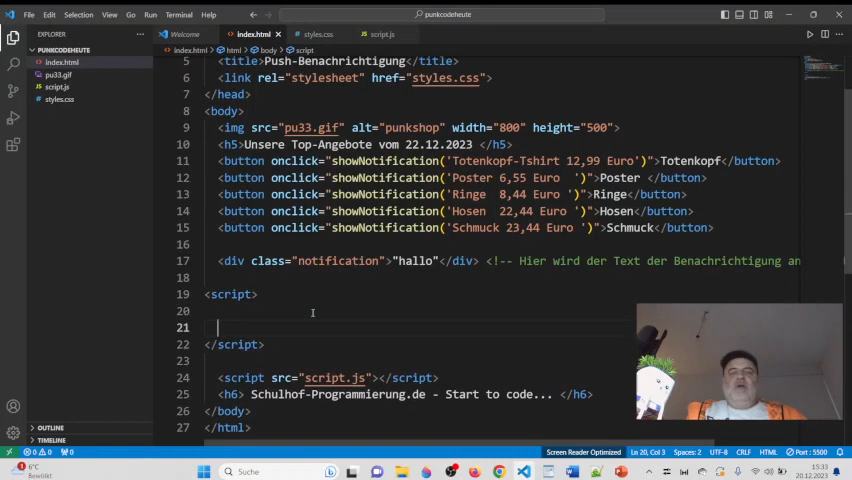 File Edit Selection View Go Run Terminal Help
punkcodeheute
EXPLORER
PUNKCODEHEUTE
index.html
pu33.gif
script.js
styles.css
Welcome
index.html
styles.css
script.js
index.html > html > body > script
5 <title>Push-Benachrichtigung</title>
6 <link rel="stylesheet" href="styles.css">
7 </head>
8 <body>
9 <img src="pu33.gif" alt="punkshop" width="800" height="500">
10 <h5>Unsere Top-Angebote vom 22.12.2023 </h5>
11 <button onclick="showNotification('Totenkopf-Tshirt 12,99 Euro')">Totenkopf</button>
12 <button onclick="showNotification('Poster 6,55 Euro  ')">Poster </button>
13 <button onclick="showNotification('Ringe  8,44 Euro ')">Ringe</button>
14 <button onclick="showNotification('Hosen  22,44 Euro ')">Hosen</button>
15 <button onclick="showNotification('Schmuck 23,44 Euro ')">Schmuck</button>
16
17 <div class="notification">"hallo"</div> <!-- Hier wird der Text der Benachrichtigung an
18
19 <script>
20
21
22 </script>
23
24 <script src="script.js"></script>
25 <h6> Schulhof-Programmierung.de - Start to code... </h6>
26 </body>
27 </html>
OUTLINE
TIMELINE
0 0 0
Screen Reader Optimized Ln 20, Col 3 Spaces: 2 UTF-8 CRLF HTML Port : 5500
6°C
Bewölkt
Suche
15:33
20.12.2023